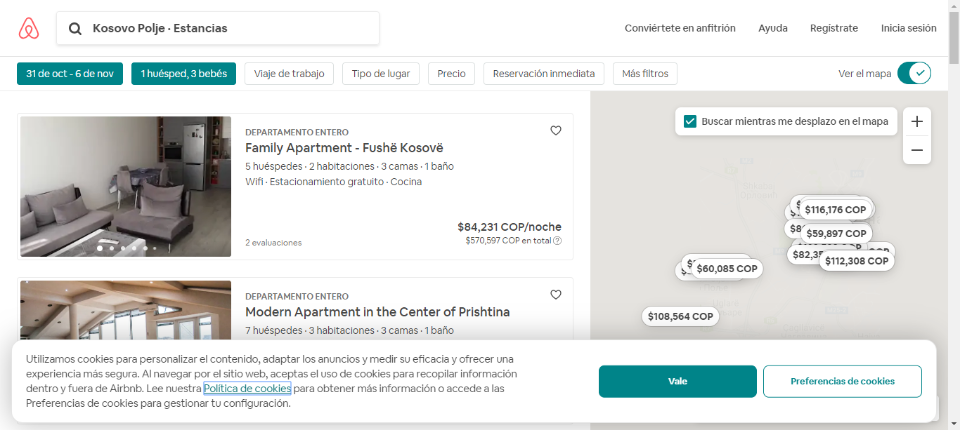 Kosovo Polje · Estancias
Conviértete en anfitrión
Ayuda
Regístrate
Inicia sesión
31 de oct - 6 de nov
1 huésped, 3 bebés
Viaje de trabajo
Tipo de lugar
Precio
Reservación inmediata
Más filtros
Ver el mapa
DEPARTAMENTO ENTERO
Family Apartment - Fushë Kosovë
5 huéspedes · 2 habitaciones · 3 camas · 1 baño
Wifi · Estacionamiento gratuito · Cocina
$84,231 COP/noche
2 evaluaciones
$570,597 COP en total
DEPARTAMENTO ENTERO
Modern Apartment in the Center of Prishtina
7 huéspedes · 3 habitaciones · 3 camas · 1 baño
Buscar mientras me desplazo en el mapa
$116,176 COP
$59,897 COP
$112,308 COP
$60,085 COP
$108,564 COP
Utilizamos cookies para personalizar el contenido, adaptar los anuncios y medir su eficacia y ofrecer una
experiencia más segura. Al navegar por el sitio web, aceptas el uso de cookies para recopilar información
dentro y fuera de Airbnb. Lee nuestra Política de cookies para obtener más información o accede a las
Preferencias de cookies para gestionar tu configuración.
Vale
Preferencias de cookies